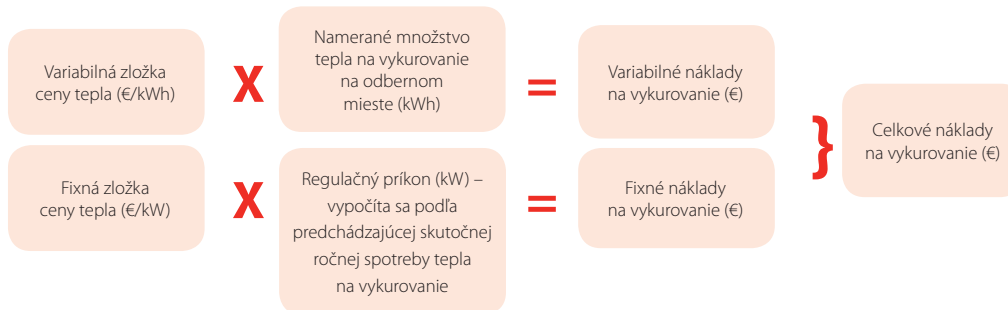 Variabilná zložka
ceny tepla (€/kWh)
X
Namerané množstvo
tepla na vykurovanie
na odbernom
mieste (kWh)
=
Variabilné náklady
na vykurovanie (€)
Fixná zložka
ceny tepla (€/kW)
X
Regulačný príkon (kW) –
vypočíta sa podľa
predchádzajúcej skutočnej
ročnej spotreby tepla
na vykurovanie
=
Fixné náklady
na vykurovanie (€)
}
Celkové náklady
na vykurovanie (€)